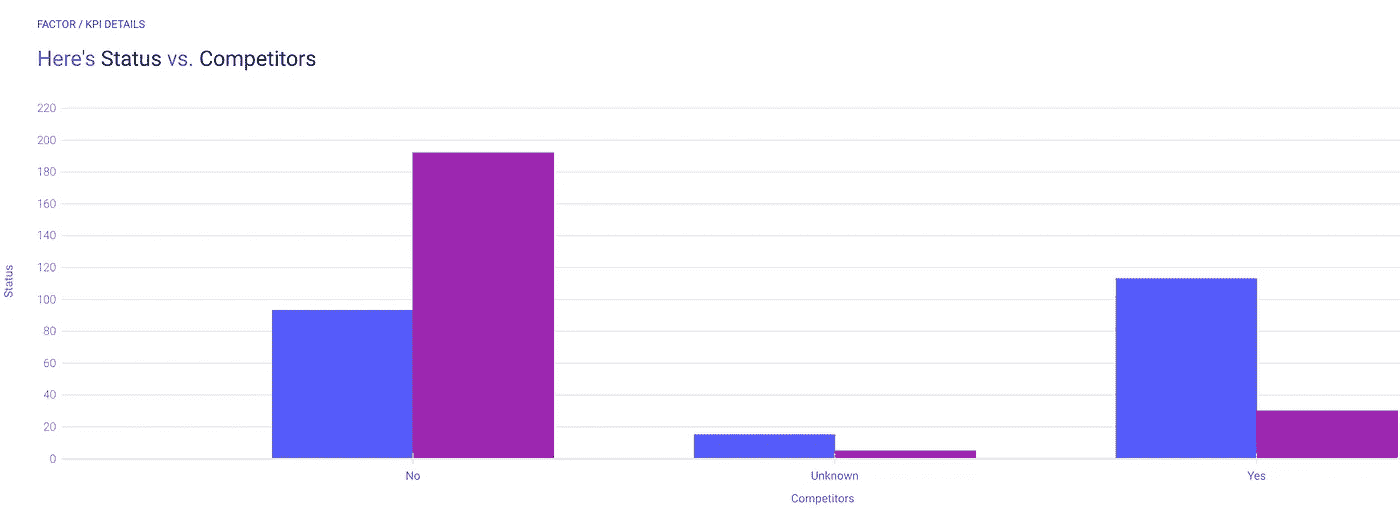 FACTOR / KPI DETAILS
Here's Status vs. Competitors
220
200
180
160
140
120
100
80
60
40
20
0
Status
No
Unknown
Yes
Competitors